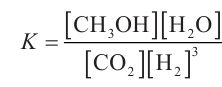 K = [CH₃OH][H₂O] / [CO₂][H₂]³